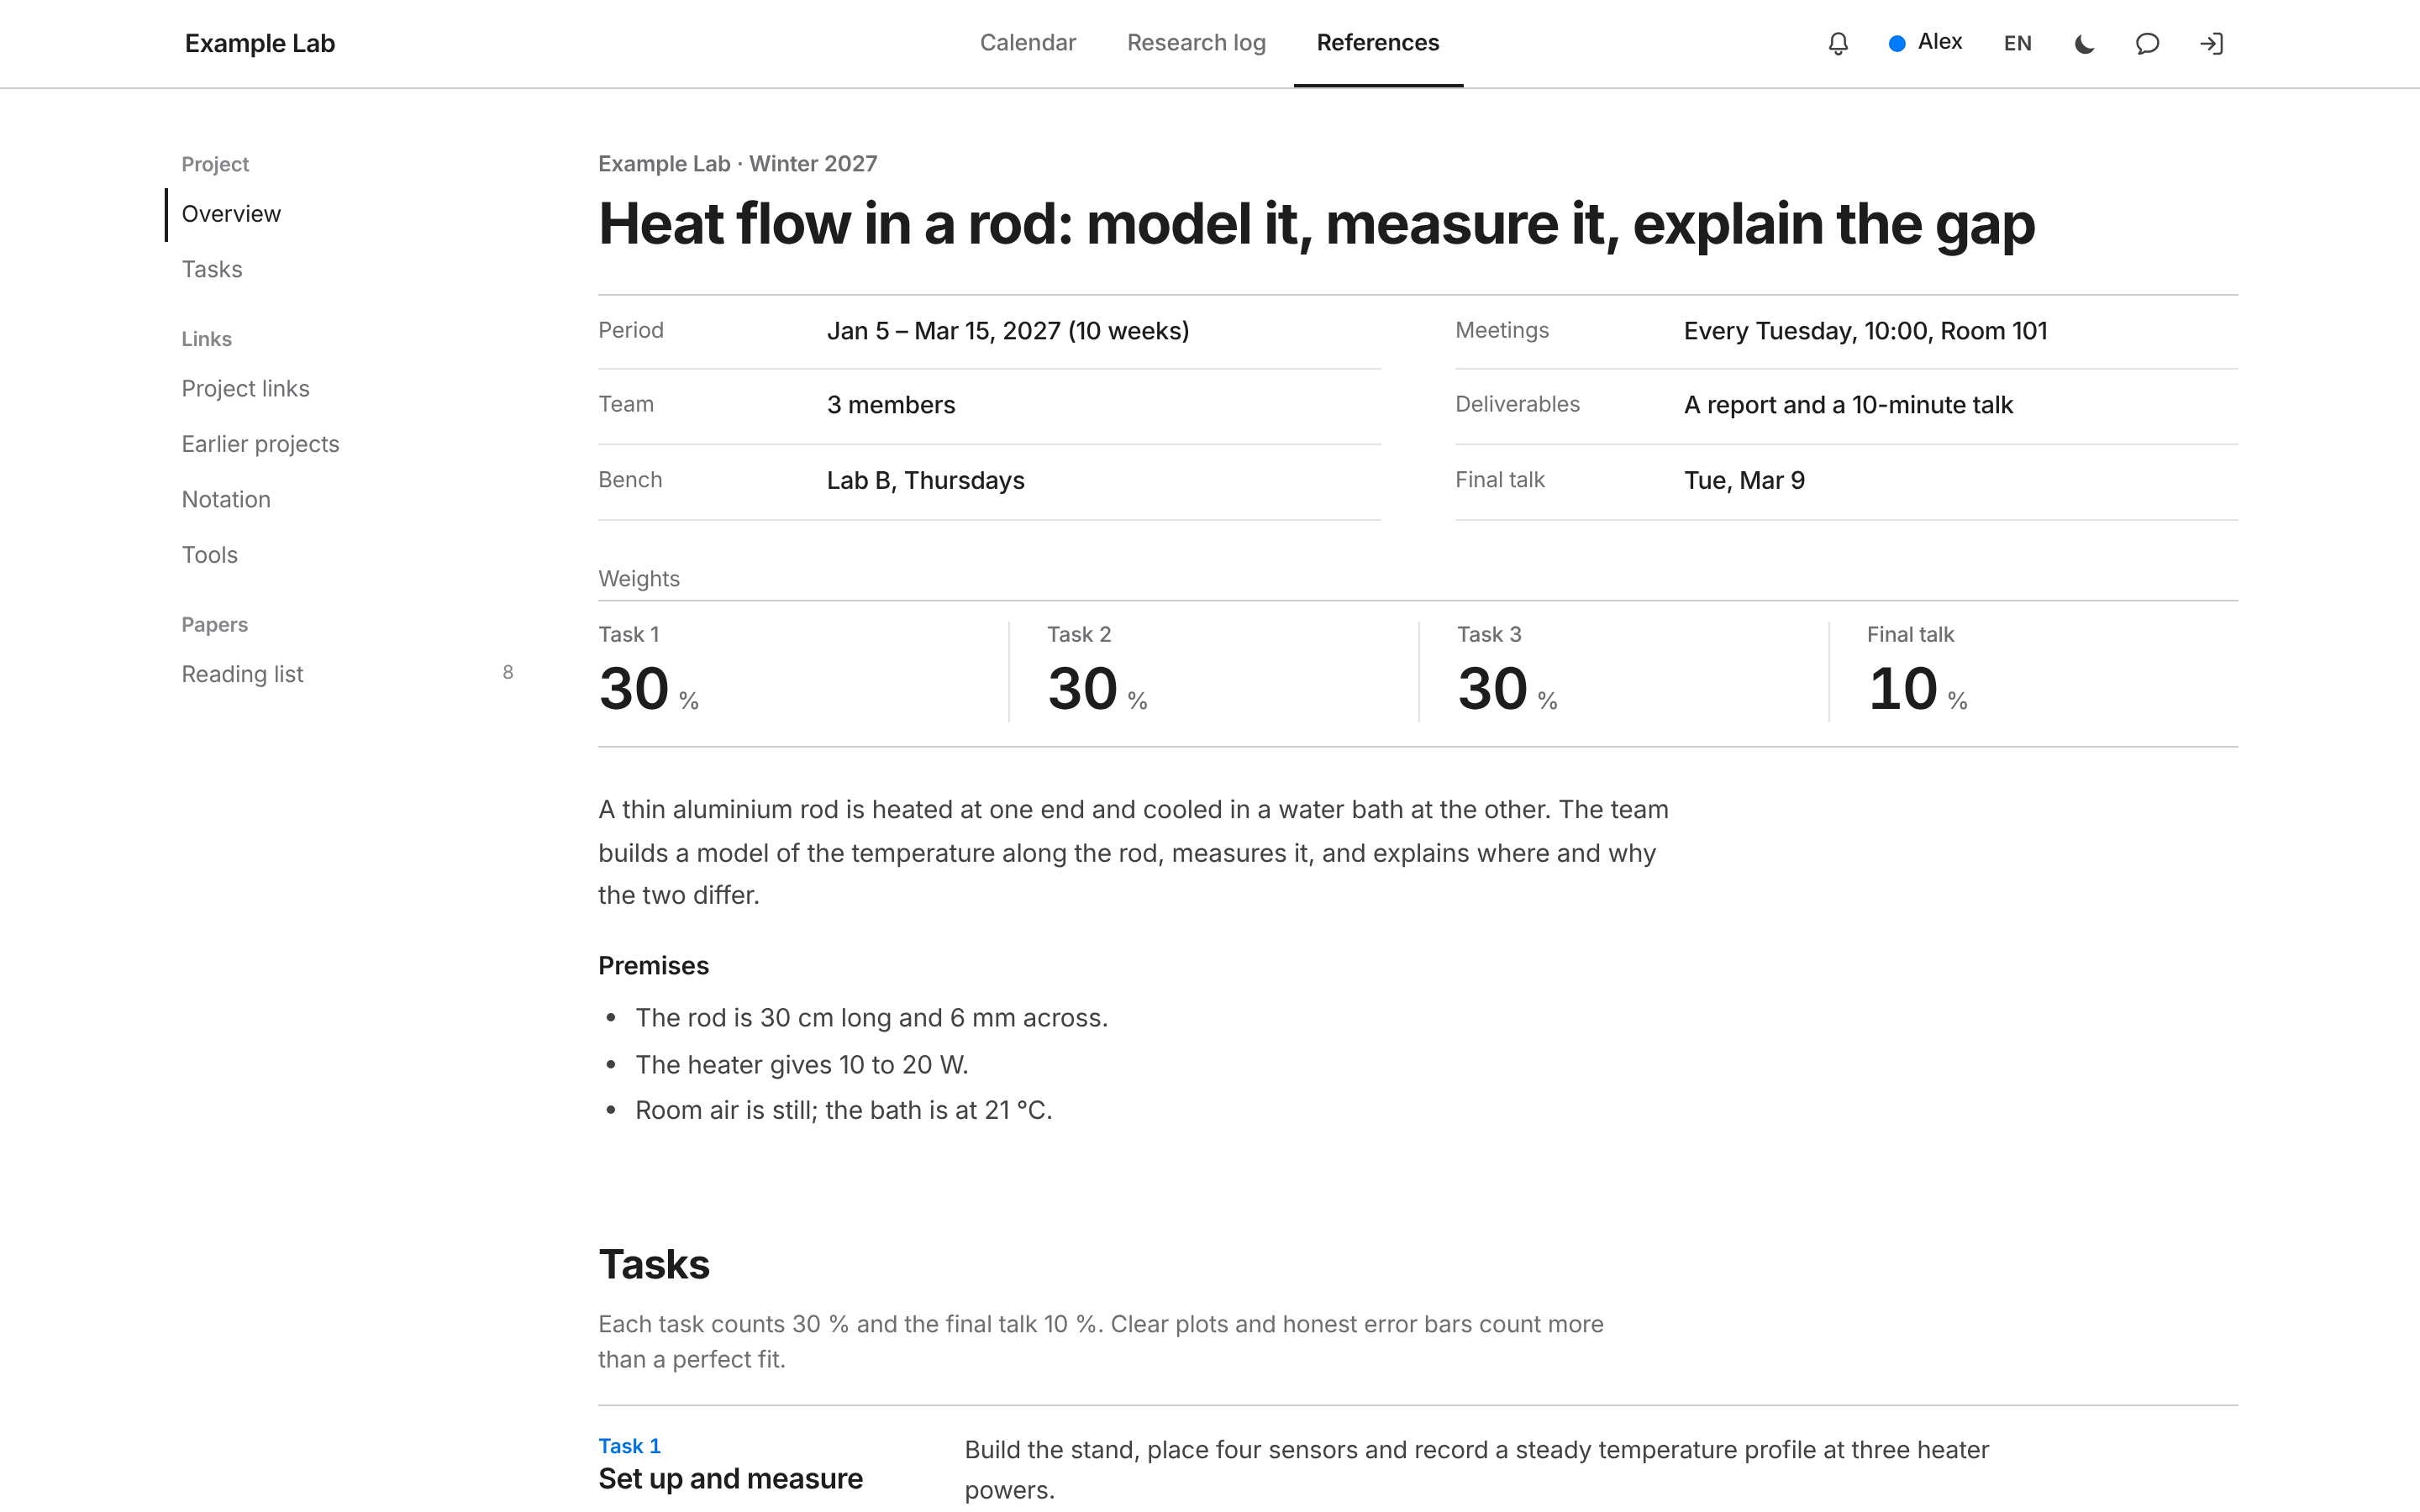 Example Lab
Calendar
Research log
References
Alex
EN
Project
Overview
Tasks
Links
Project links
Earlier projects
Notation
Tools
Papers
Reading list 8
Example Lab · Winter 2027
Heat flow in a rod: model it, measure it, explain the gap
Period Jan 5 – Mar 15, 2027 (10 weeks)
Meetings Every Tuesday, 10:00, Room 101
Team 3 members
Deliverables A report and a 10-minute talk
Bench Lab B, Thursdays
Final talk Tue, Mar 9
Weights
Task 1
30 %
Task 2
30 %
Task 3
30 %
Final talk
10 %
A thin aluminium rod is heated at one end and cooled in a water bath at the other. The team
builds a model of the temperature along the rod, measures it, and explains where and why
the two differ.
Premises
• The rod is 30 cm long and 6 mm across.
• The heater gives 10 to 20 W.
• Room air is still; the bath is at 21 °C.
Tasks
Each task counts 30 % and the final talk 10 %. Clear plots and honest error bars count more
than a perfect fit.
Task 1
Set up and measure
Build the stand, place four sensors and record a steady temperature profile at three heater
powers.